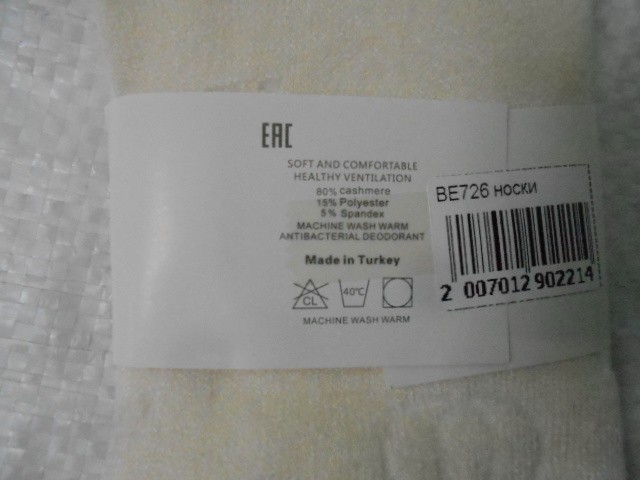 EAC
SOFT AND COMFORTABLE
HEALTHY VENTILATION
80% cashmere
15% Polyester
5% Spandex
MACHINE WASH WARM
ANTIBACTERIAL DEODORANT
Made in Turkey
CL 40°C
MACHINE WASH WARM
BE726 носки
2 007012 902214